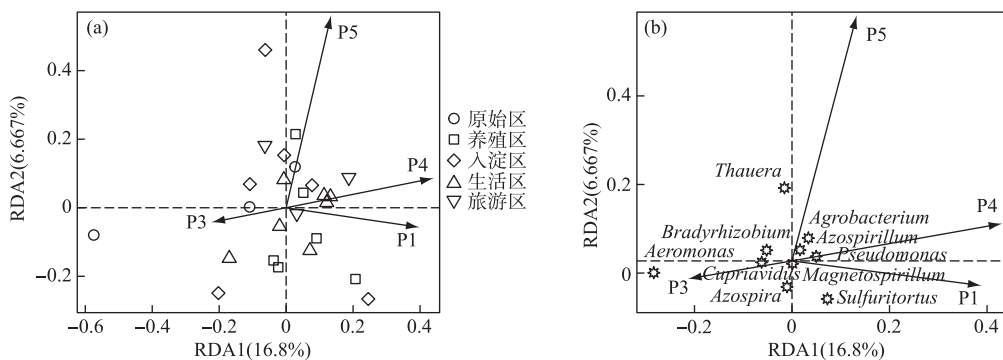 (a)
P5
P4
P3
P1
0.4
0.2
0
−0.2
−0.6
−0.4
−0.2
0
0.2
0.4
RDA2(6.667%)
RDA1(16.8%)
原始区
养殖区
入淀区
生活区
旅游区
(b)
P5
P4
Thauera
Agrobacterium
Bradyrhizobium
Azospirillum
Aeromonas
Pseudomonas
Cupriavidus
Magnetospirillum
P3
Azospira
Sulfuritortus
P1
0.4
0.2
0
−0.2
0
0.2
0.4
RDA2(6.667%)
RDA1(16.8%)